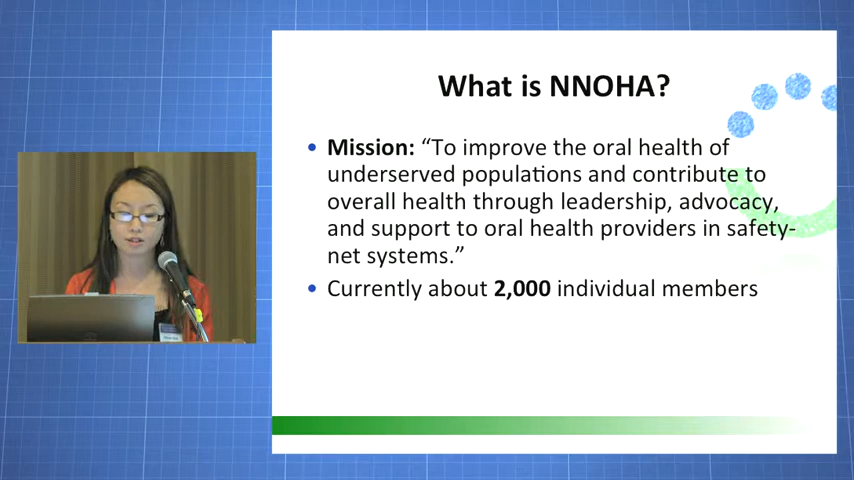 What is NNOHA?
• Mission: “To improve the oral health of
underserved populations and contribute to
overall health through leadership, advocacy,
and support to oral health providers in safety-
net systems.”
• Currently about 2,000 individual members